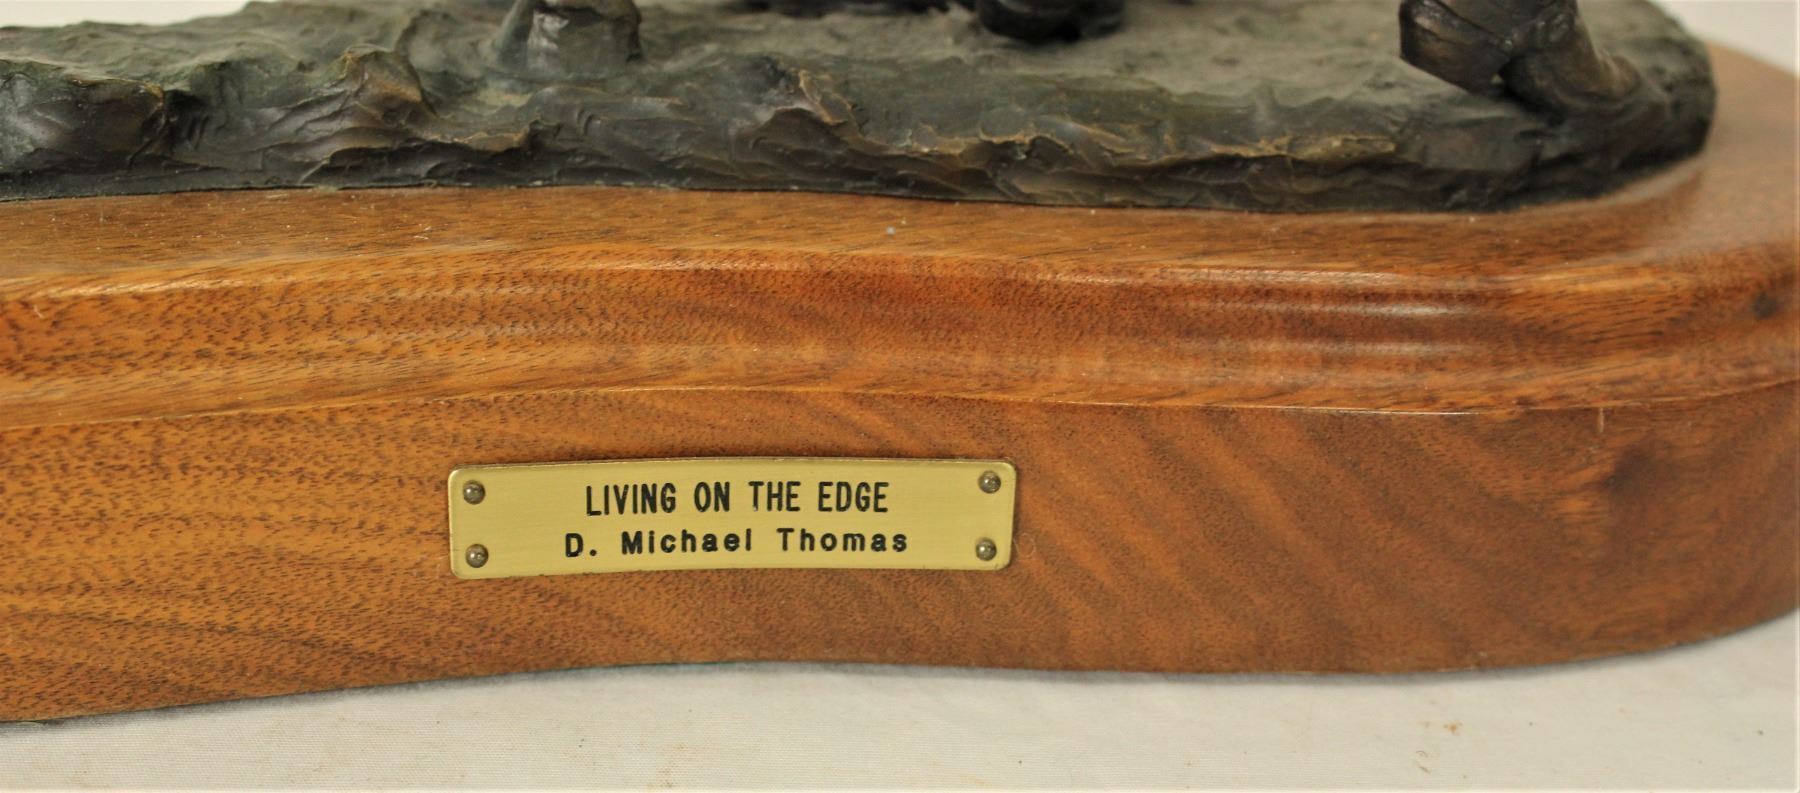 LIVING ON THE EDGE
D. Michael Thomas